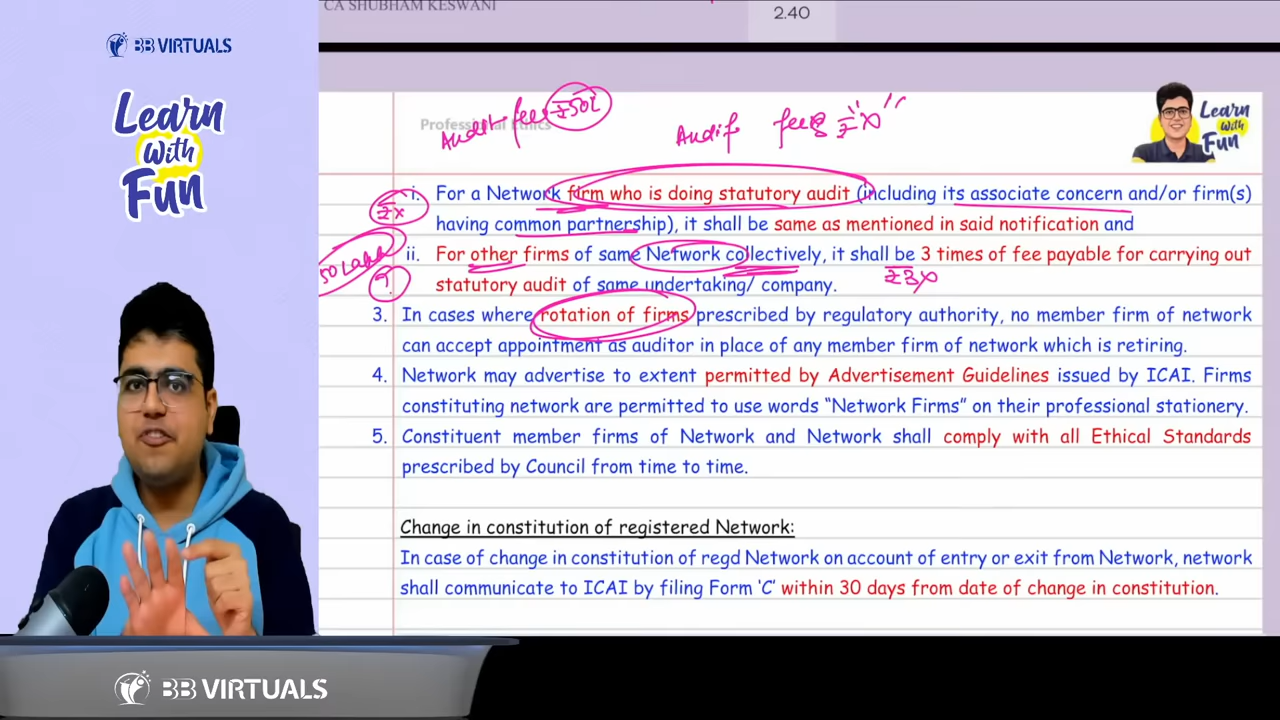 CA SHUBHAM KESWANI
2.40
BB VIRTUALS
Learn
With
Fun
Learn
With
Fun
Professional Ethics
Audit fees ₹50L
Audit fees ₹"x"
₹x i. For a Network firm who is doing statutory audit (including its associate concern and/or firm(s)
having common partnership), it shall be same as mentioned in said notification and
ii. For other firms of same Network collectively, it shall be 3 times of fee payable for carrying out
50 Lakh
₹3x
statutory audit of same undertaking/ company.
3. In cases where rotation of firms prescribed by regulatory authority, no member firm of network
can accept appointment as auditor in place of any member firm of network which is retiring.
4. Network may advertise to extent permitted by Advertisement Guidelines issued by ICAI. Firms
constituting network are permitted to use words “Network Firms” on their professional stationery.
5. Constituent member firms of Network and Network shall comply with all Ethical Standards
prescribed by Council from time to time.
Change in constitution of registered Network:
In case of change in constitution of regd Network on account of entry or exit from Network, network
shall communicate to ICAI by filing Form ‘C’ within 30 days from date of change in constitution.
BB VIRTUALS